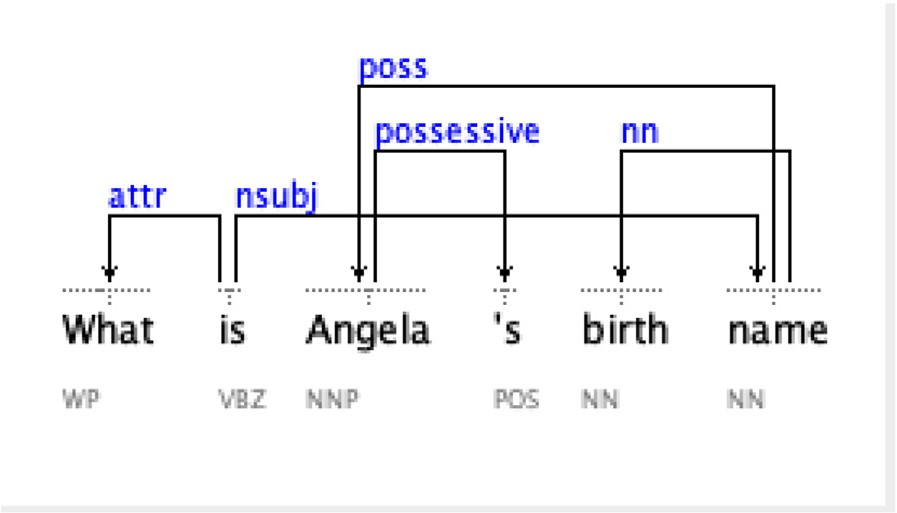 poss
possessive nn
attr nsubj
What is Angela 's birth name
WP VBZ NNP POS NN NN